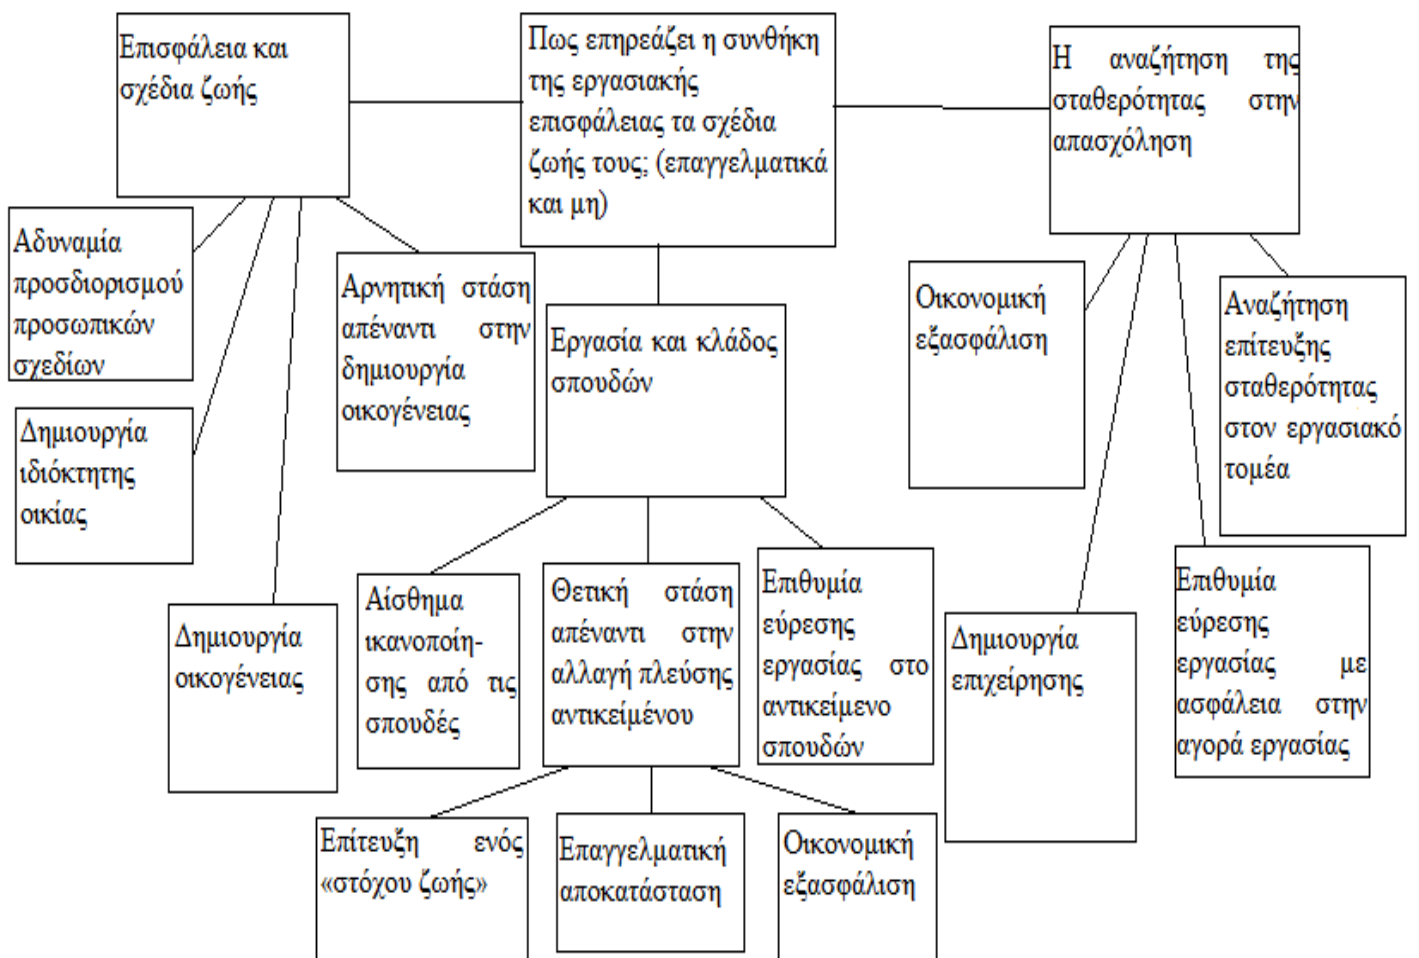 Επισφάλεια και
σχέδια ζωής
Πως επηρεάζει η συνθήκη
της εργασιακής
επισφάλειας τα σχέδια
ζωής τους; (επαγγελματικά
και μη)
Η αναζήτηση της
σταθερότητας στην
απασχόληση
Αδυναμία
προσδιορισμού
προσωπικών
σχεδίων
Αρνητική στάση
απέναντι στην
δημιουργία
οικογένειας
Εργασία και κλάδος
σπουδών
Οικονομική
εξασφάλιση
Αναζήτηση
επίτευξης
σταθερότητας
στον εργασιακό
τομέα
Δημιουργία
ιδιόκτητης
οικίας
Δημιουργία
οικογένειας
Αίσθημα
ικανοποίη-
σης από τις
σπουδές
Θετική στάση
απέναντι στην
αλλαγή πλεύσης
αντικείμένου
Επιθυμία
εύρεσης
εργασίας στο
αντικείμενο
σπουδών
Δημιουργία
επιχείρησης
Επιθυμία
εύρεσης
εργασίας με
ασφάλεια στην
αγορά εργασίας
Επίτευξη ενός
«στόχου ζωής»
Επαγγελματική
αποκατάσταση
Οικονομική
εξασφάλιση